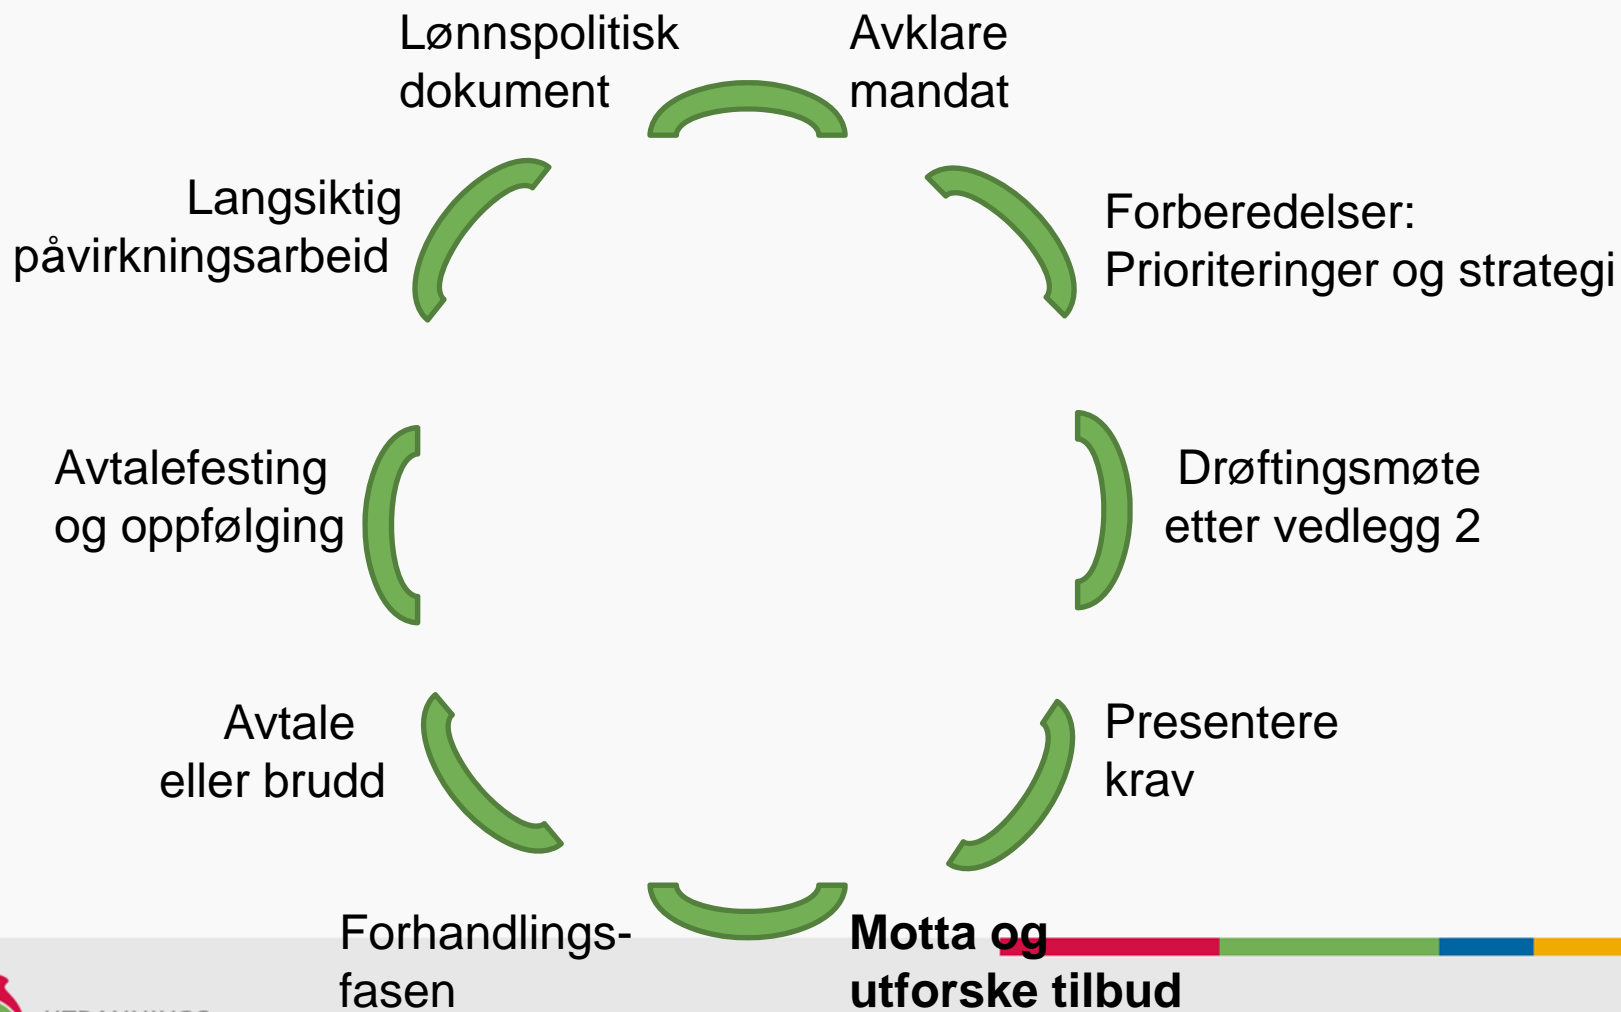 Lønnspolitisk
dokument
Avklare
mandat
Forberedelser:
Prioriteringer og strategi
Drøftingsmøte
etter vedlegg 2
Presentere
krav
Motta og
utforske tilbud
Forhandlings-
fasen
Avtale
eller brudd
Avtalefesting
og oppfølging
Langsiktig
påvirkningsarbeid